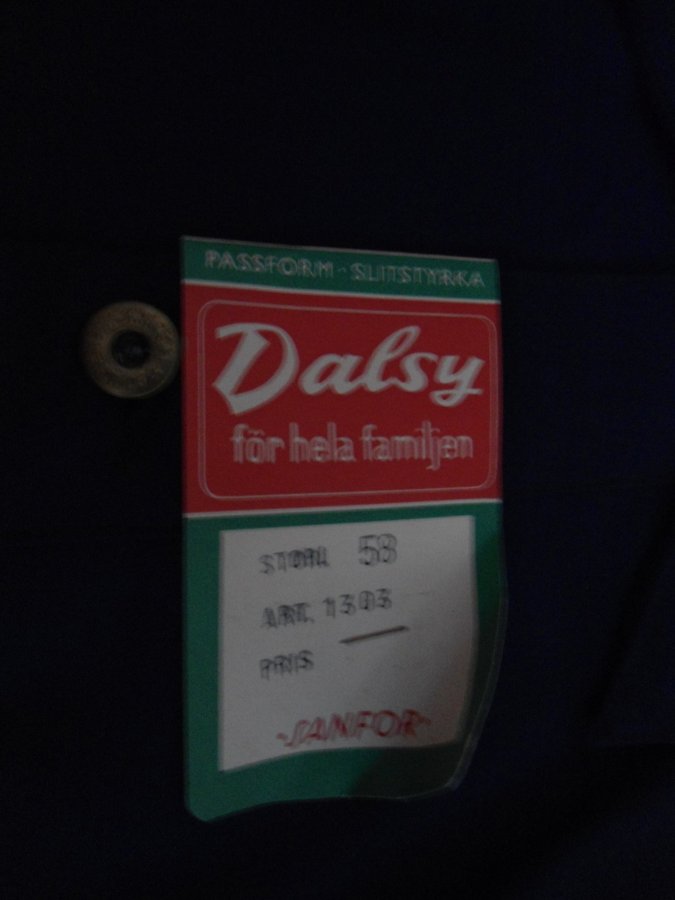 PASSFORM - SLITSTYRKA
Dalsy
för hela familjen
STORL 58
ART. 1303
PRIS
-SANFOR-